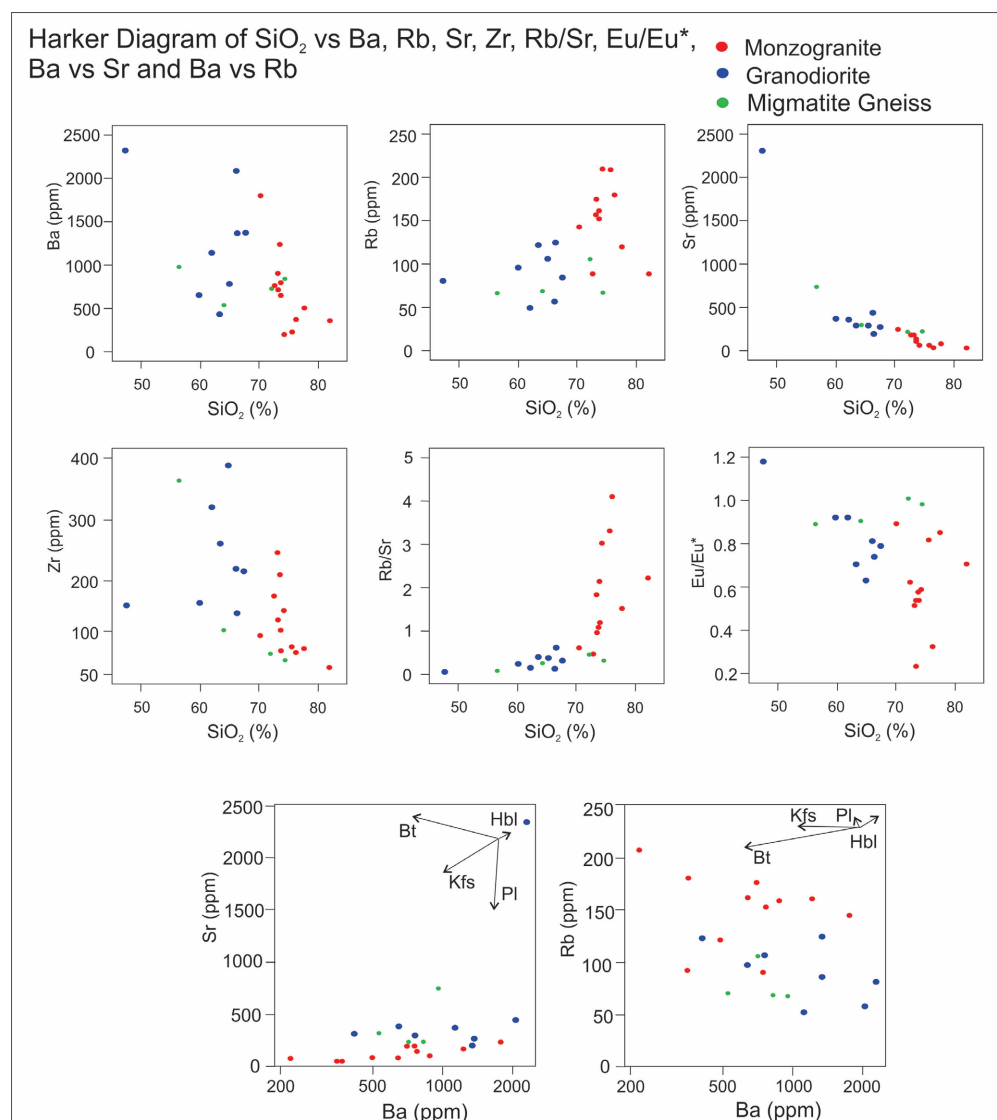 Harker Diagram of SiO₂ vs Ba, Rb, Sr, Zr, Rb/Sr, Eu/Eu*,
Ba vs Sr and Ba vs Rb
Monzogranite
Granodiorite
Migmatite Gneiss
Ba (ppm)
2500
2000
1500
1000
500
0
50 60 70 80
SiO₂ (%)
Rb (ppm)
250
200
150
100
50
0
50 60 70 80
SiO₂ (%)
Sr (ppm)
2500
2000
1500
1000
500
0
50 60 70 80
SiO₂ (%)
Zr (ppm)
400
300
200
100
50
50 60 70 80
SiO₂ (%)
Rb/Sr
5
4
3
2
1
0
50 60 70 80
SiO₂ (%)
Eu/Eu*
1.2
1.0
0.8
0.6
0.4
0.2
50 60 70 80
SiO₂ (%)
Sr (ppm)
2500
2000
1500
1000
500
0
Hbl
Bt
Kfs
Pl
200 500 1000 2000
Ba (ppm)
Rb (ppm)
250
200
150
100
50
0
Kfs
Pl
Hbl
Bt
200 500 1000 2000
Ba (ppm)